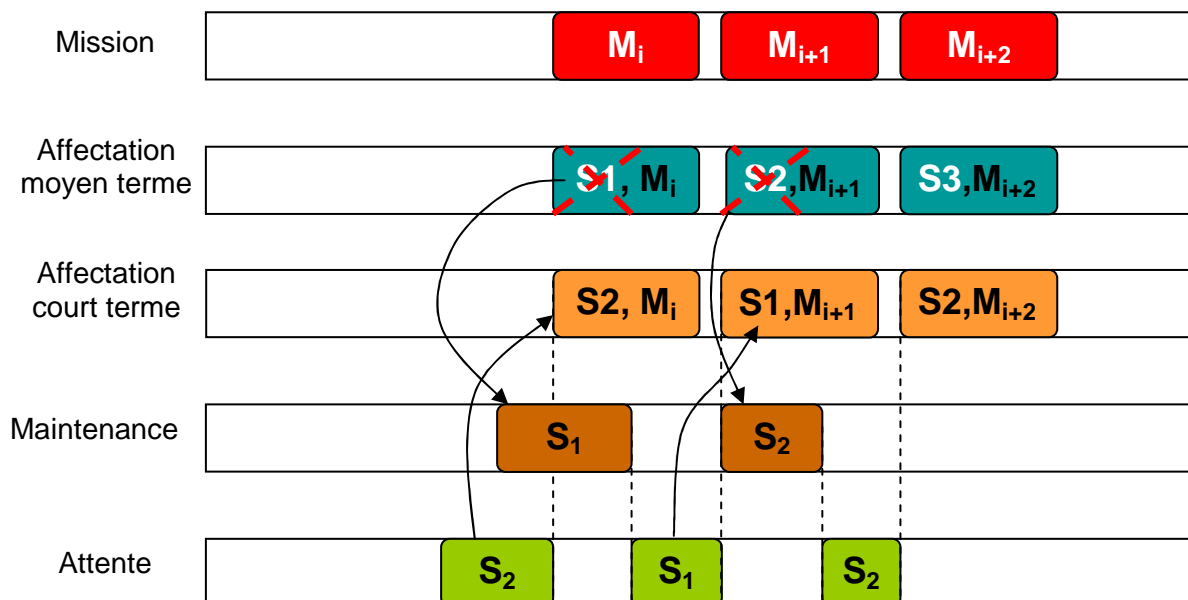 Mission
Mi
Mi+1
Mi+2
Affectation
moyen terme
S1, Mi
S2,Mi+1
S3,Mi+2
Affectation
court terme
S2, Mi
S1,Mi+1
S2,Mi+2
Maintenance
S1
S2
Attente
S2
S1
S2